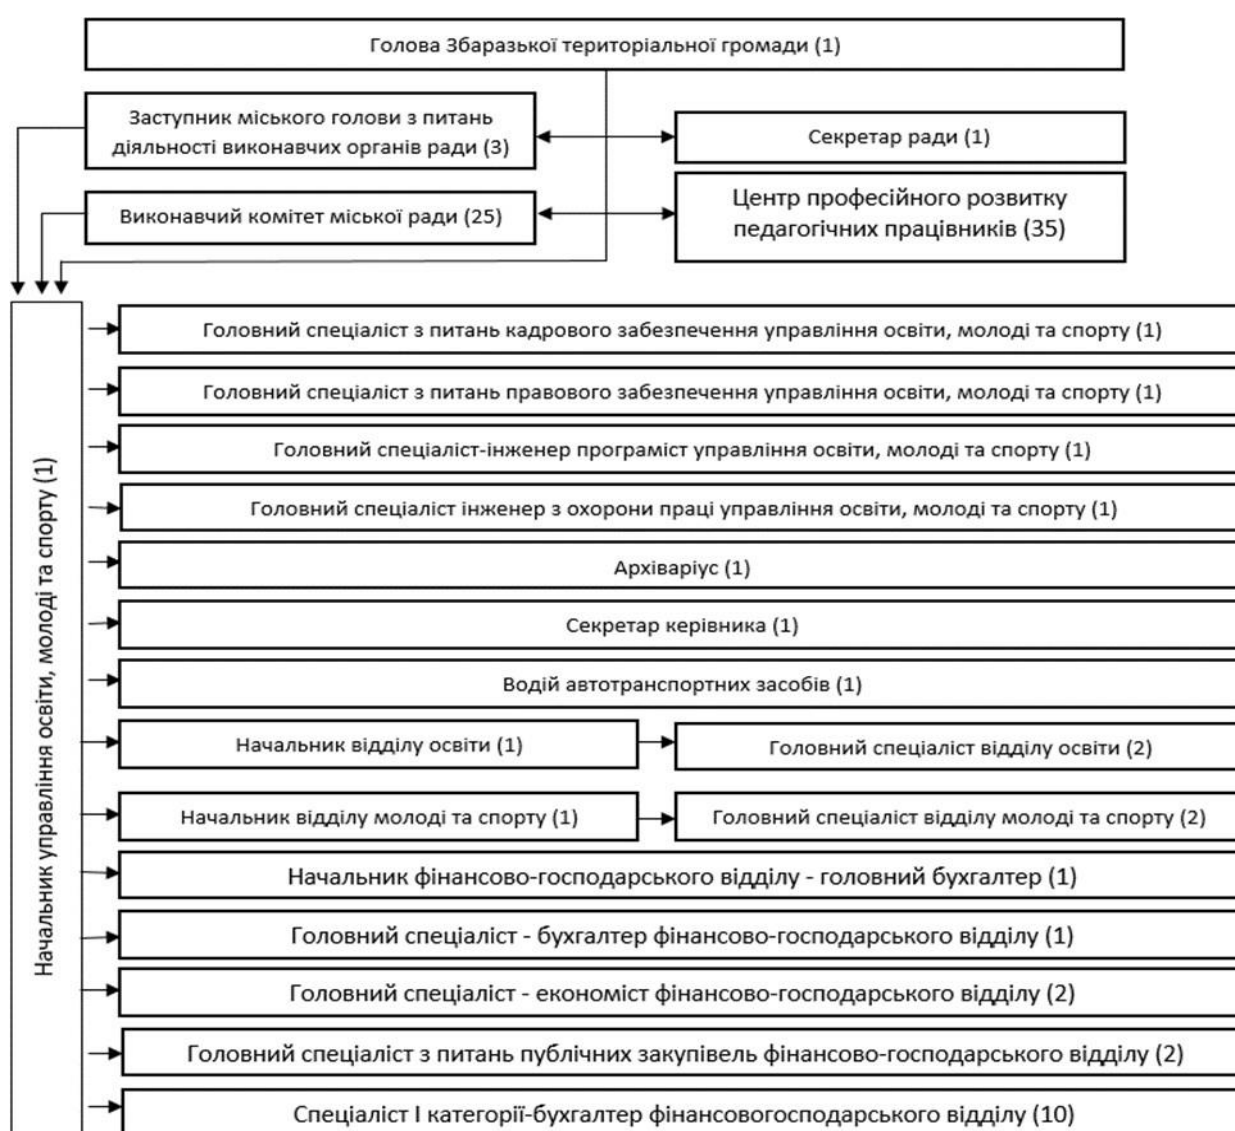 Голова Збаразької територіальної громади (1)
Заступник міського голови з питань
діяльності виконавчих органів ради (3)
Секретар ради (1)
Виконавчий комітет міської ради (25)
Центр професійного розвитку
педагогічних працівників (35)
Начальник управління освіти, молоді та спорту (1)
Головний спеціаліст з питань кадрового забезпечення управління освіти, молоді та спорту (1)
Головний спеціаліст з питань правового забезпечення управління освіти, молоді та спорту (1)
Головний спеціаліст-інженер програміст управління освіти, молоді та спорту (1)
Головний спеціаліст інженер з охорони праці управління освіти, молоді та спорту (1)
Архіваріус (1)
Секретар керівника (1)
Водій автотранспортних засобів (1)
Начальник відділу освіти (1)
Головний спеціаліст відділу освіти (2)
Начальник відділу молоді та спорту (1)
Головний спеціаліст відділу молоді та спорту (2)
Начальник фінансово-господарського відділу - головний бухгалтер (1)
Головний спеціаліст - бухгалтер фінансово-господарського відділу (1)
Головний спеціаліст - економіст фінансово-господарського відділу (2)
Головний спеціаліст з питань публічних закупівель фінансово-господарського відділу (2)
Спеціаліст І категорії-бухгалтер фінансовогосподарського відділу (10)